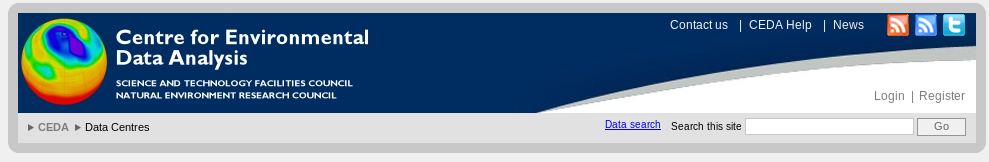 Contact us | CEDA Help | News
Centre for Environmental
Data Analysis
SCIENCE AND TECHNOLOGY FACILITIES COUNCIL
NATURAL ENVIRONMENT RESEARCH COUNCIL
Login | Register
CEDA Data Centres
Data search Search this site Go